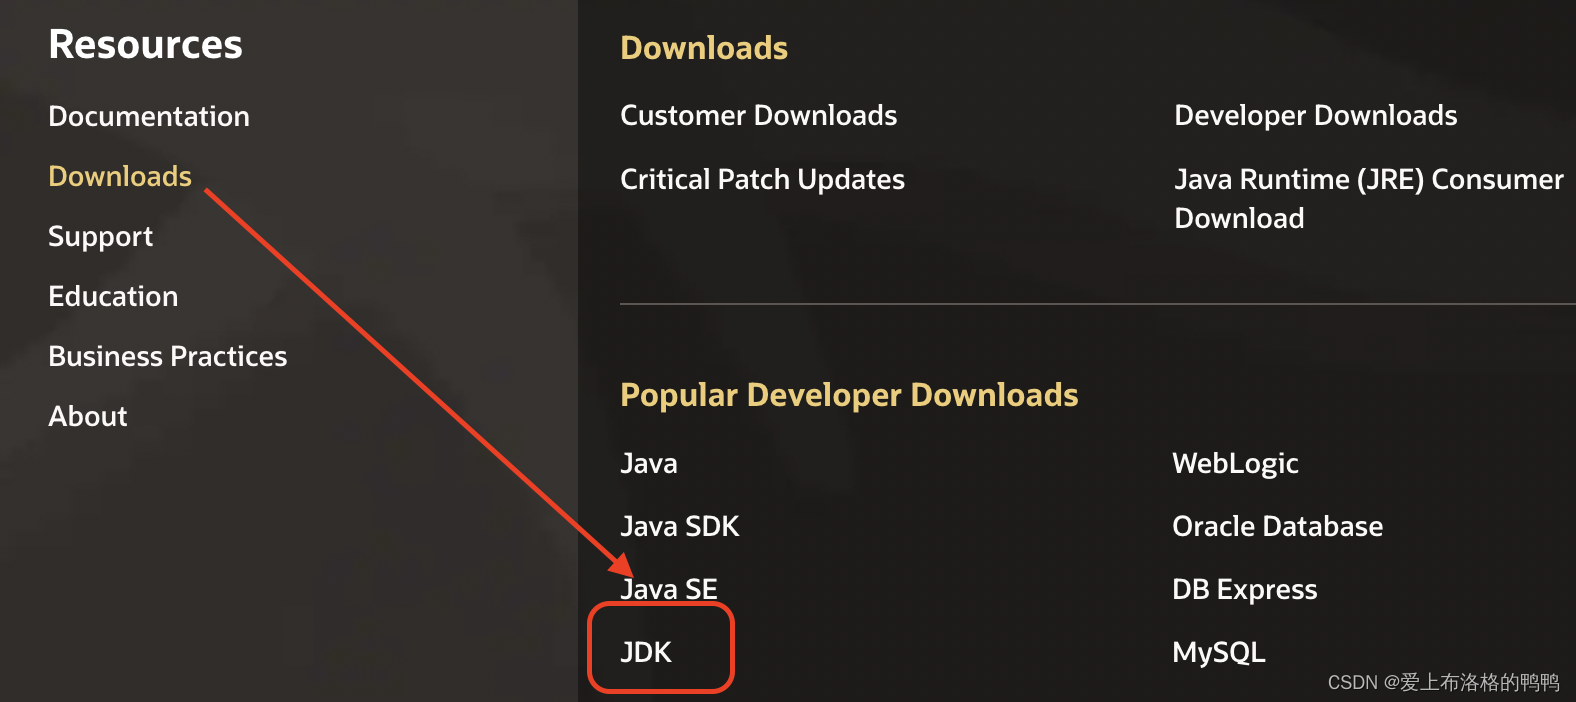 Resources
Documentation
Downloads
Support
Education
Business Practices
About
Downloads
Customer Downloads
Developer Downloads
Critical Patch Updates
Java Runtime (JRE) Consumer
Download
Popular Developer Downloads
Java
WebLogic
Java SDK
Oracle Database
Java SE
DB Express
JDK
MySQL
CSDN @爱上布洛格的鸭鸭